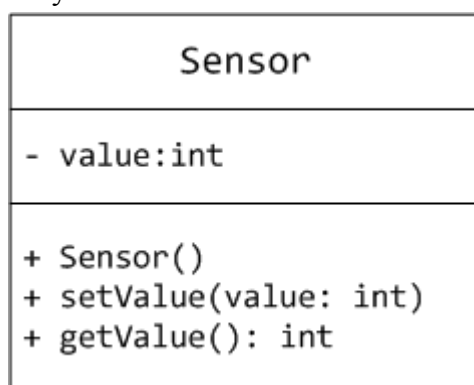 Sensor
- value:int
+ Sensor()
+ setValue(value: int)
+ getValue(): int